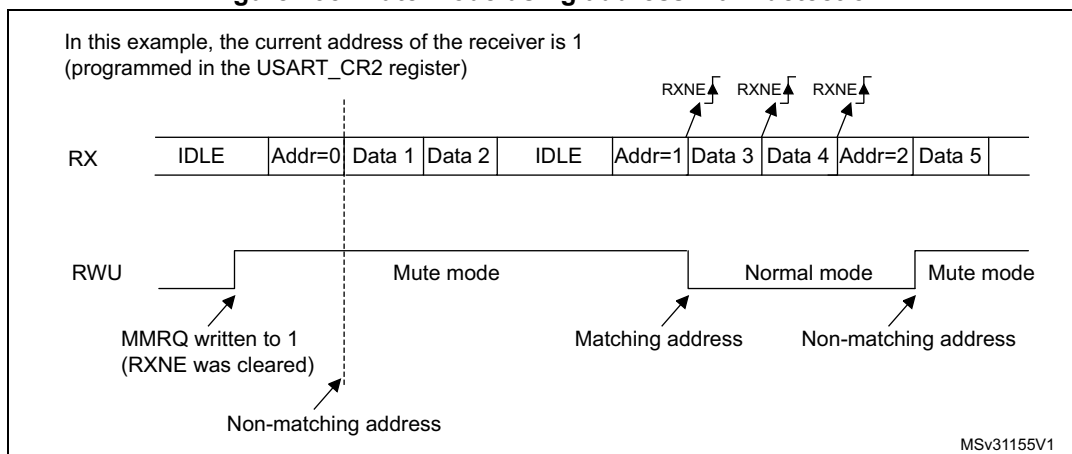 In this example, the current address of the receiver is 1
(programmed in the USART_CR2 register)
RXNE RXNE RXNE
RX IDLE Addr=0 Data 1 Data 2 IDLE Addr=1 Data 3 Data 4 Addr=2 Data 5
RWU Mute mode Normal mode Mute mode
MMRQ written to 1 Matching address Non-matching address
(RXNE was cleared)
Non-matching address
MSv31155V1